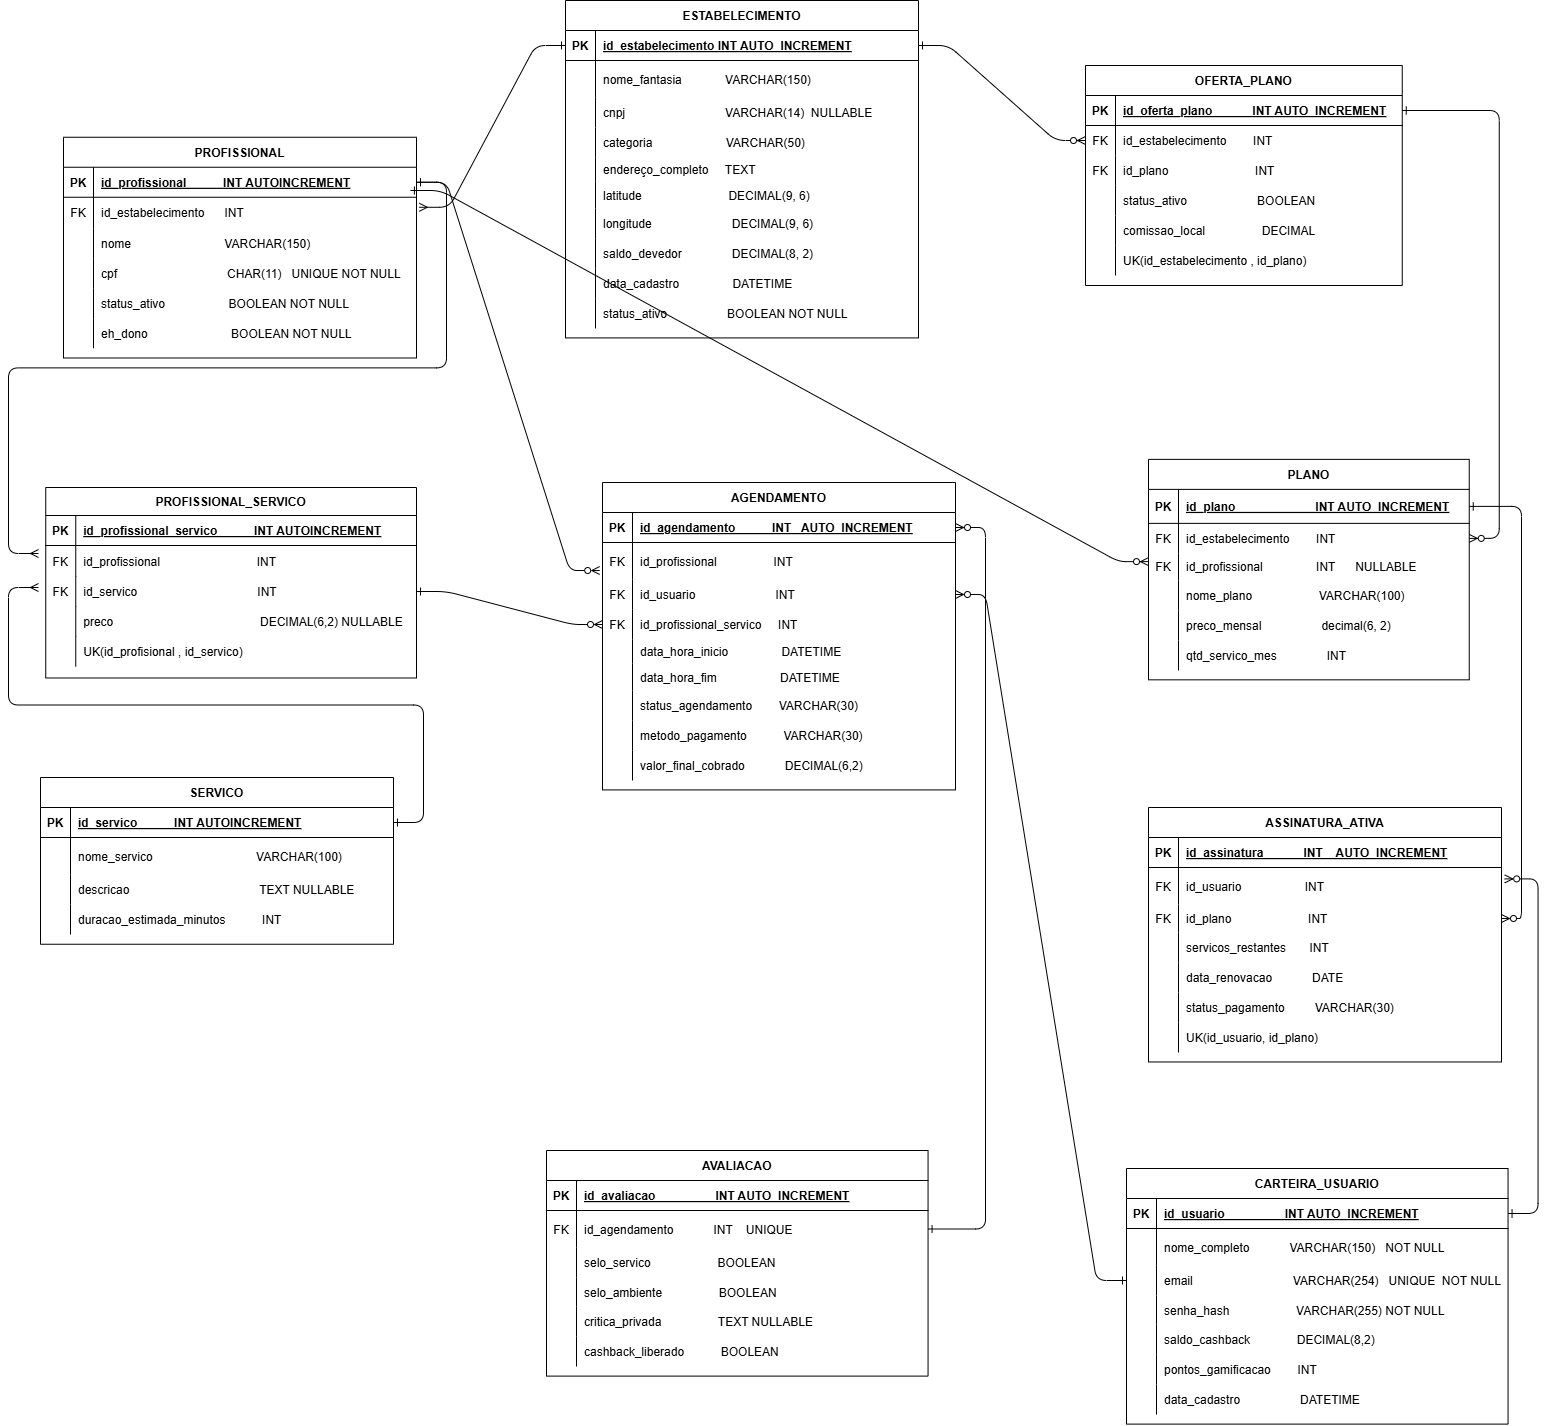 ESTABELECIMENTO
PK id_estabelecimento INT AUTO_INCREMENT
nome_fantasia VARCHAR(150)
cnpj VARCHAR(14) NULLABLE
categoria VARCHAR(50)
endereço_completo TEXT
latitude DECIMAL(9, 6)
longitude DECIMAL(9, 6)
saldo_devedor DECIMAL(8, 2)
data_cadastro DATETIME
status_ativo BOOLEAN NOT NULL
OFERTA_PLANO
PK id_oferta_plano INT AUTO_INCREMENT
FK id_estabelecimento INT
FK id_plano INT
status_ativo BOOLEAN
comissao_local DECIMAL
UK(id_estabelecimento , id_plano)
PROFISSIONAL
PK id_profissional INT AUTOINCREMENT
FK id_estabelecimento INT
nome VARCHAR(150)
cpf CHAR(11) UNIQUE NOT NULL
status_ativo BOOLEAN NOT NULL
eh_dono BOOLEAN NOT NULL
PROFISSIONAL_SERVICO
PK id_profissional_servico INT AUTOINCREMENT
FK id_profissional INT
FK id_servico INT
preco DECIMAL(6,2) NULLABLE
UK(id_profisional , id_servico)
AGENDAMENTO
PK id_agendamento INT AUTO_INCREMENT
FK id_profissional INT
FK id_usuario INT
FK id_profissional_servico INT
data_hora_inicio DATETIME
data_hora_fim DATETIME
status_agendamento VARCHAR(30)
metodo_pagamento VARCHAR(30)
valor_final_cobrado DECIMAL(6,2)
PLANO
PK id_plano INT AUTO_INCREMENT
FK id_estabelecimento INT
FK id_profissional INT NULLABLE
nome_plano VARCHAR(100)
preco_mensal decimal(6, 2)
qtd_servico_mes INT
SERVICO
PK id_servico INT AUTOINCREMENT
nome_servico VARCHAR(100)
descricao TEXT NULLABLE
duracao_estimada_minutos INT
ASSINATURA_ATIVA
PK id_assinatura INT AUTO_INCREMENT
FK id_usuario INT
FK id_plano INT
servicos_restantes INT
data_renovacao DATE
status_pagamento VARCHAR(30)
UK(id_usuario, id_plano)
AVALIACAO
PK id_avaliacao INT AUTO_INCREMENT
FK id_agendamento INT UNIQUE
selo_servico BOOLEAN
selo_ambiente BOOLEAN
critica_privada TEXT NULLABLE
cashback_liberado BOOLEAN
CARTEIRA_USUARIO
PK id_usuario INT AUTO_INCREMENT
nome_completo VARCHAR(150) NOT NULL
email VARCHAR(254) UNIQUE NOT NULL
senha_hash VARCHAR(255) NOT NULL
saldo_cashback DECIMAL(8,2)
pontos_gamificacao INT
data_cadastro DATETIME